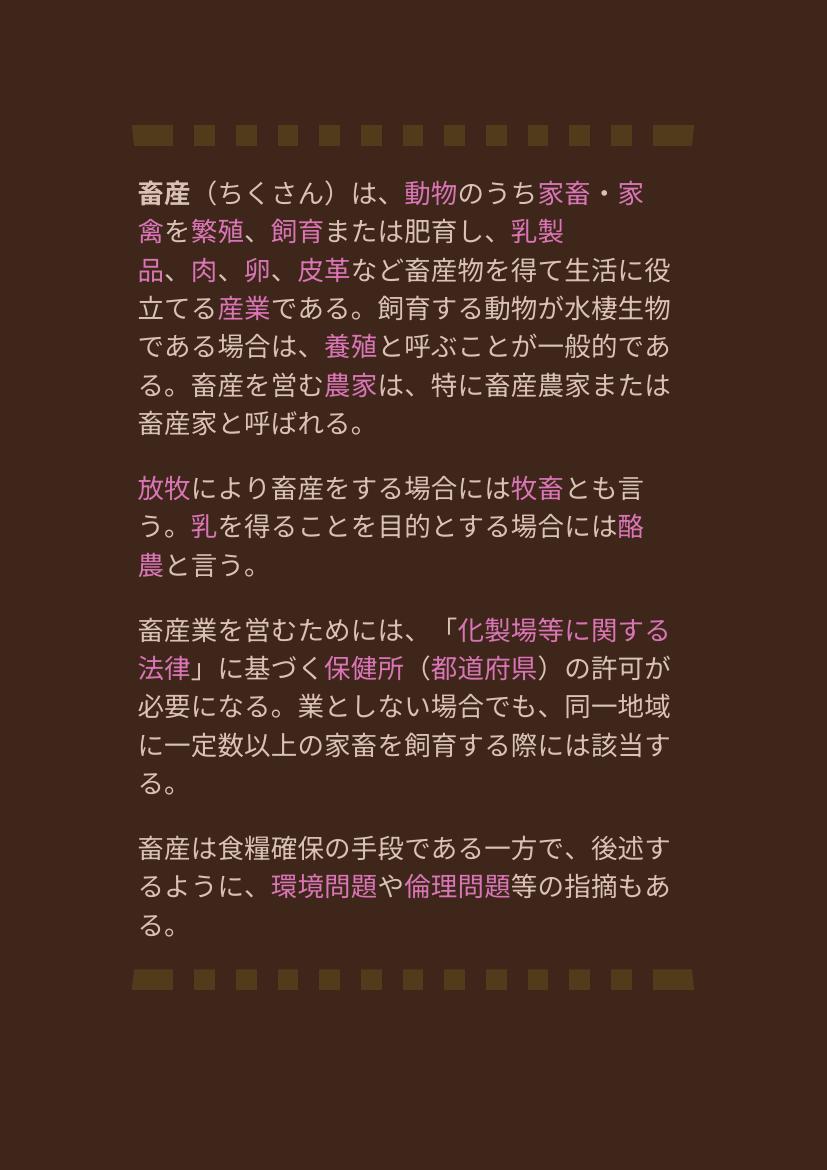 畜産（ちくさん）は、動物のうち家畜・家
禽を繁殖、飼育または肥育し、乳製
品、肉、卵、皮革など畜産物を得て生活に役
立てる産業である。飼育する動物が水棲生物
である場合は、養殖と呼ぶことが一般的であ
る。畜産を営む農家は、特に畜産農家または
畜産家と呼ばれる。
放牧により畜産をする場合には牧畜とも言
う。乳を得ることを目的とする場合には酪
農と言う。
畜産業を営むためには、「化製場等に関する
法律」に基づく保健所（都道府県）の許可が
必要になる。業としない場合でも、同一地域
に一定数以上の家畜を飼育する際には該当す
る。
畜産は食糧確保の手段である一方で、後述す
るように、環境問題や倫理問題等の指摘もあ
る。